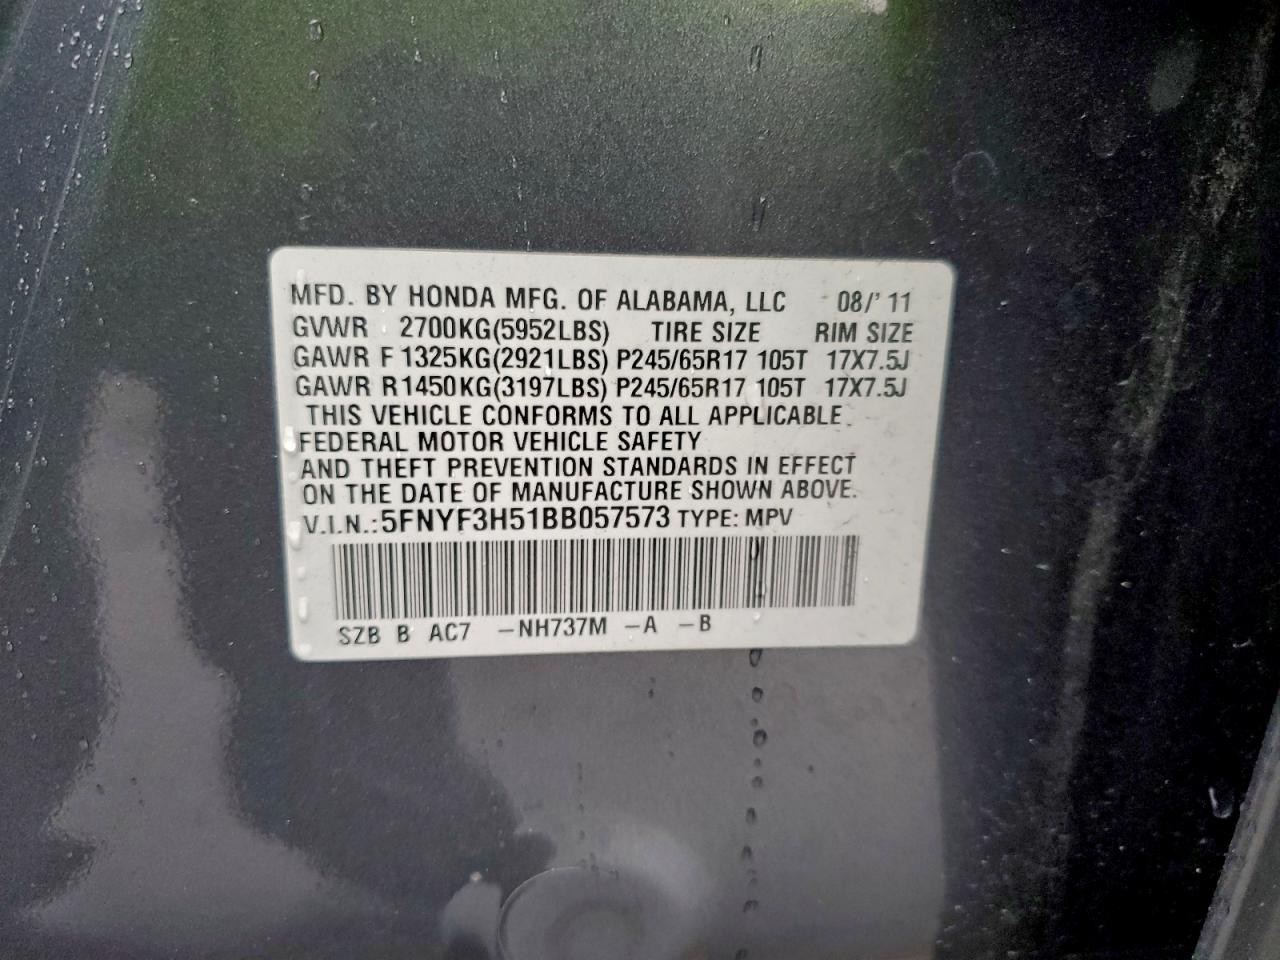 MFD. BY HONDA MFG. OF ALABAMA, LLC 08/' 11
GVWR 2700KG(5952LBS) TIRE SIZE RIM SIZE
GAWR F 1325KG(2921LBS) P245/65R17 105T 17X7.5J
GAWR R1450KG(3197LBS) P245/65R17 105T 17X7.5J
THIS VEHICLE CONFORMS TO ALL APPLICABLE
FEDERAL MOTOR VEHICLE SAFETY
AND THEFT PREVENTION STANDARDS IN EFFECT
ON THE DATE OF MANUFACTURE SHOWN ABOVE.
V.I.N.: 5FNYF3H51BB057573 TYPE: MPV
SZB B AC7 –NH737M –A –B